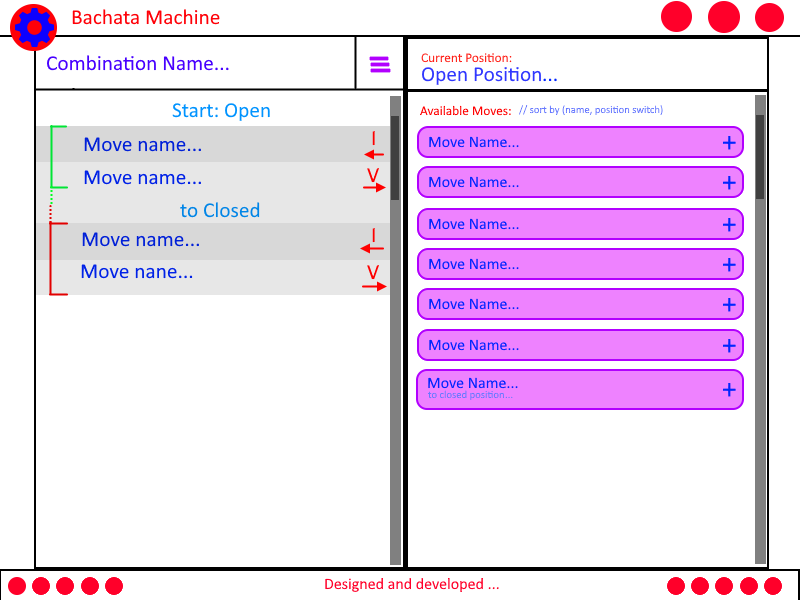 Bachata Machine
Combination Name...
Start: Open
Move name...
I
Move name...
V
to Closed
Move name...
I
Move nane...
V
Current Position:
Open Position...
Available Moves: // sort by (name, position switch)
Move Name... +
Move Name... +
Move Name... +
Move Name... +
Move Name... +
Move Name... +
Move Name... +
to closed position...
Designed and developed ...